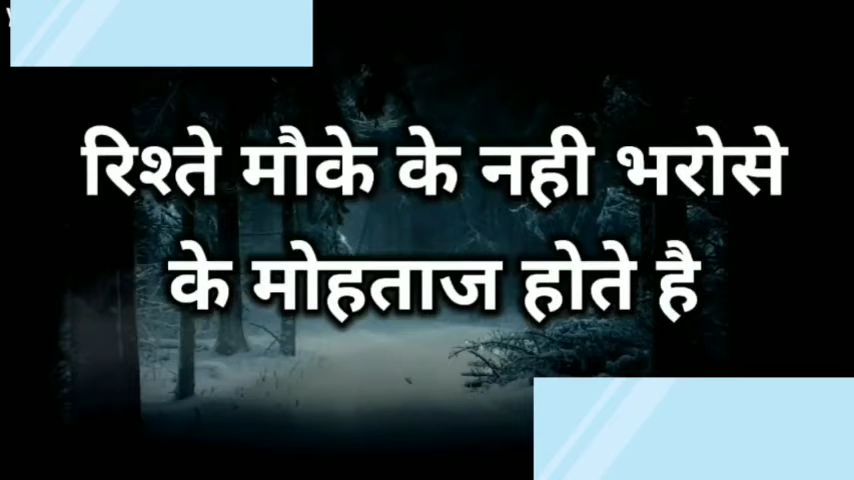 रिश्ते मौके के नही भरोसे
के मोहताज होते है